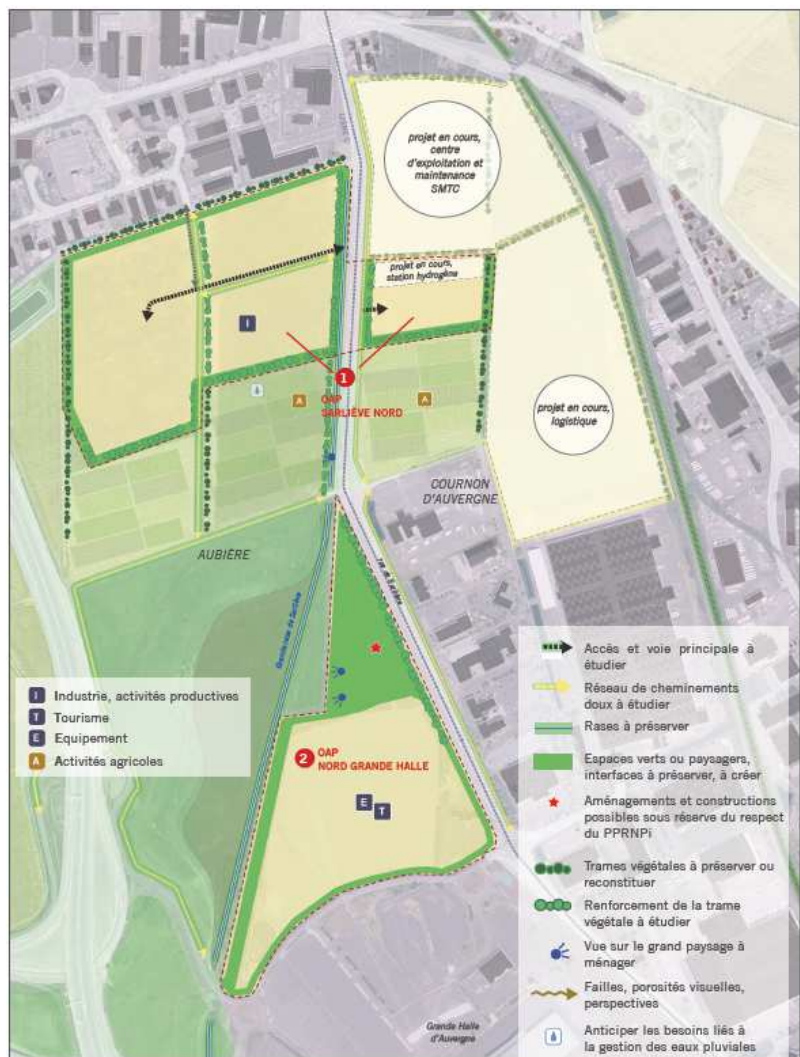 projet en cours,
centre
d'exploitation et
maintenance
SMTC
projet en cours,
station hydrogène
I
1
OAP
SARLIÈVE NORD
A
A
projet en cours,
logistique
COURNON
D'AUVERGNE
AUBIÈRE
2
OAP
NORD GRANDE HALLE
E
T
Grande Halle
d'Auvergne
I Industrie, activités productives
T Tourisme
E Equipement
A Activités agricoles
Accès et voie principale à
étudier
Réseau de cheminements
doux à étudier
Rases à préserver
Espaces verts ou paysagers,
interfaces à préserver, à créer
Aménagements et constructions
possibles sous réserve du respect
du PPRNPi
Trames végétales à préserver ou
reconstituer
Renforcement de la trame
végétale à étudier
Vue sur le grand paysage à
ménager
Failles, porosités visuelles,
perspectives
Anticiper les besoins liés à
la gestion des eaux pluviales